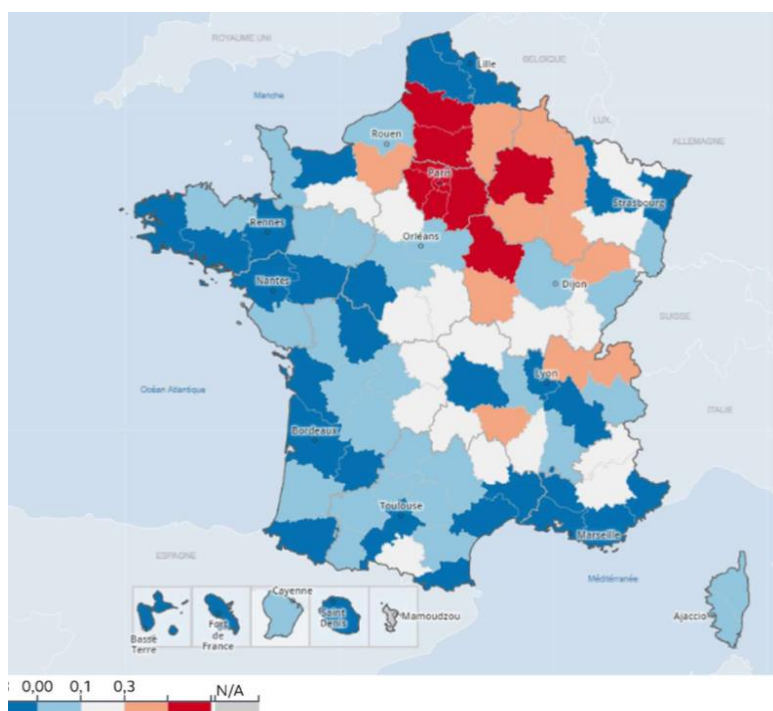 ROYAUME UNI
BELGIQUE
Lille
Manche
LUX.
ALLEMAGNE
Rouen
Paris
Strasbourg
Rennes
Orléans
Nantes
Dijon
SUISSE
Océan Atlantique
Lyon
ITALIE
Bordeaux
Toulouse
Marseille
ESPAGNE
Méditerranée
Cayenne
Ajaccio
Mamoudzou
Saint
Denis
Fort
de
France
Basse
Terre
0,00 0,1 0,3 N/A